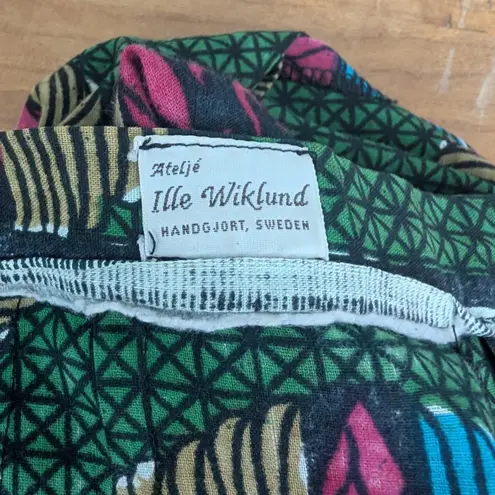 Ateljé
Ille Wiklund
HANDGJORT, SWEDEN